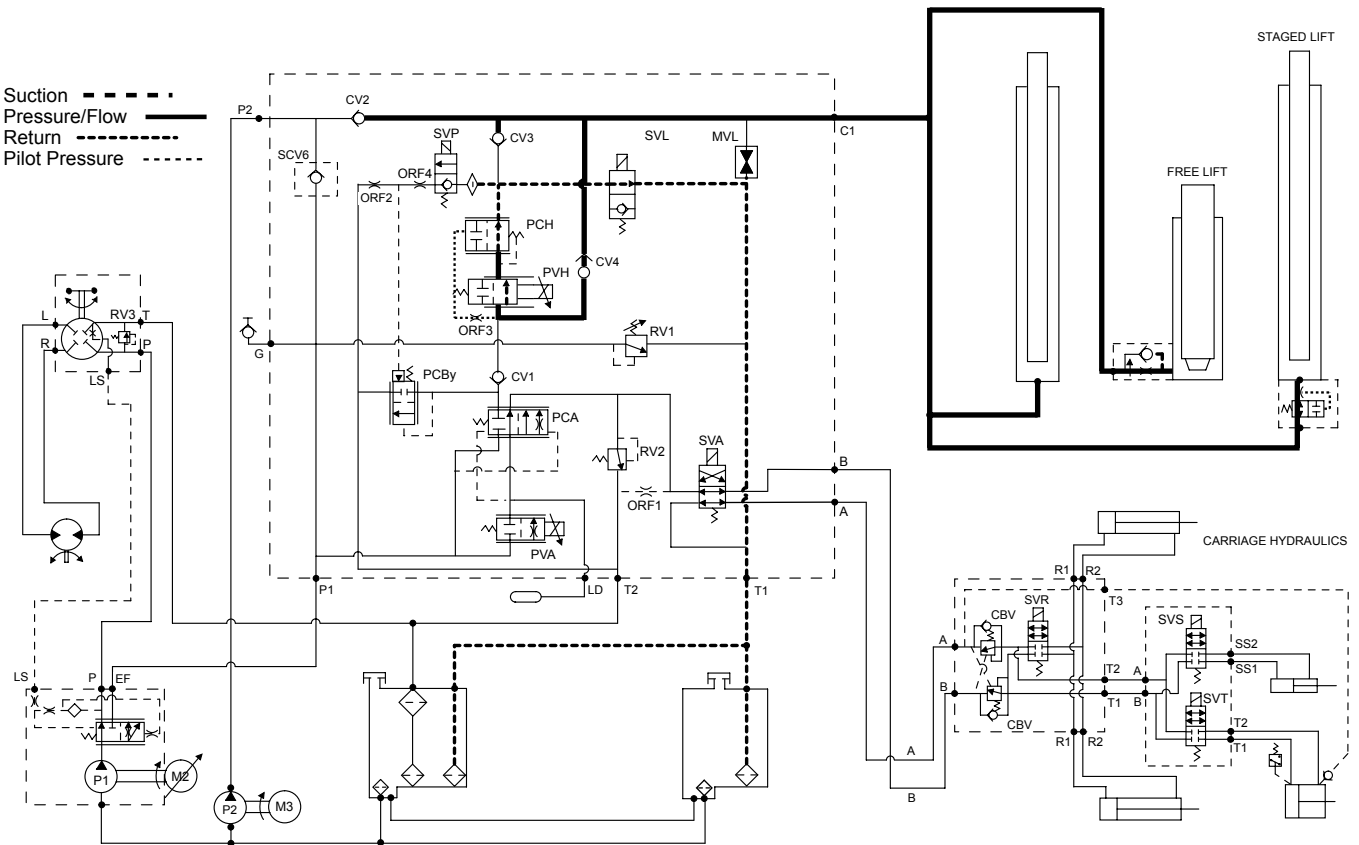 STAGED LIFT
Suction
Pressure/Flow
Return
Pilot Pressure
P2
CV2
C1
CV3
SVP
SVL
MVL
SCV6
ORF4
ORF2
FREE LIFT
PCH
CV4
PVH
L
RV3
T
R
P
LS
ORF3
RV1
G
PCBy
CV1
PCA
RV2
SVA
B
ORF1
A
PVA
CARRIAGE HYDRAULICS
P1
LD
T2
T1
R1
R2
T3
SVR
CBV
SVS
A
SS2
SS1
LS
P
EF
T2
A
B
T1
B
SVT
CBV
T2
T1
R1
R2
A
B
P1
M2
P2
M3